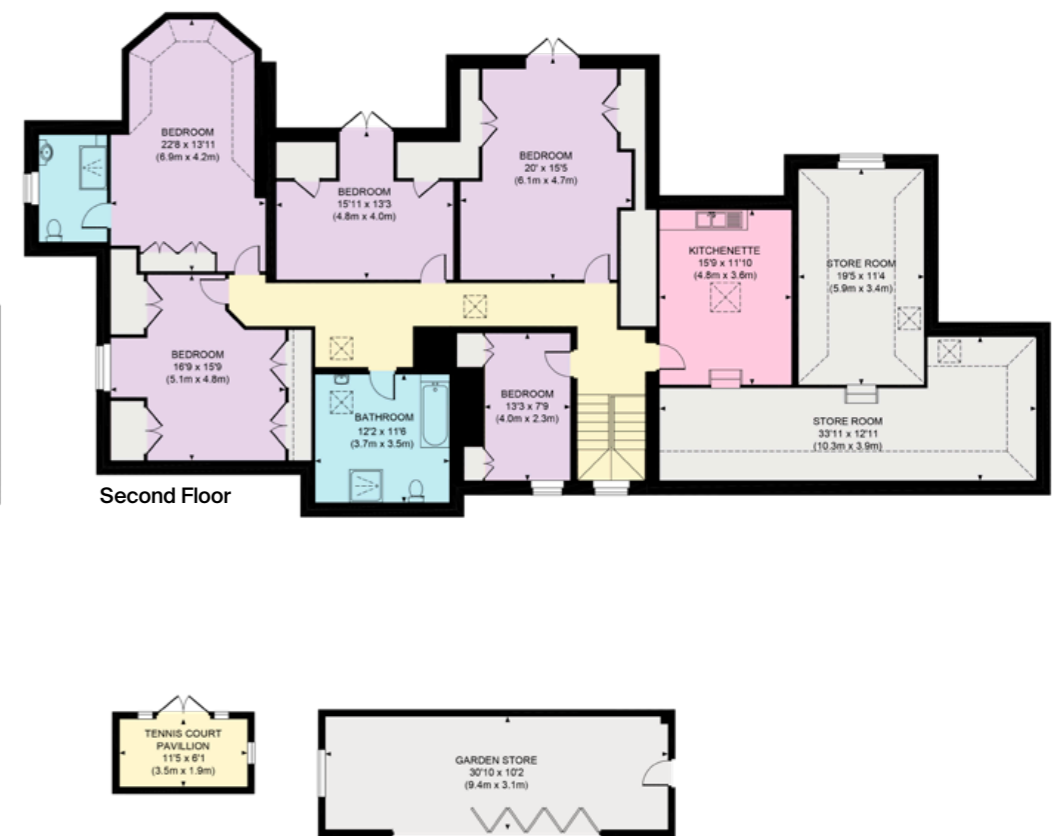 BEDROOM
22'8 x 13'11
(6.9m x 4.2m)
BEDROOM
15'11 x 13'3
(4.8m x 4.0m)
BEDROOM
20' x 15'5
(6.1m x 4.7m)
KITCHENETTE
15'9 x 11'10
(4.8m x 3.6m)
STORE ROOM
19'5 x 11'4
(5.9m x 3.4m)
BEDROOM
16'9 x 15'9
(5.1m x 4.8m)
BATHROOM
12'2 x 11'6
(3.7m x 3.5m)
BEDROOM
13'3 x 7'9
(4.0m x 2.3m)
STORE ROOM
33'11 x 12'11
(10.3m x 3.9m)
Second Floor
TENNIS COURT
PAVILLION
11'5 x 6'1
(3.5m x 1.9m)
GARDEN STORE
30'10 x 10'2
(9.4m x 3.1m)